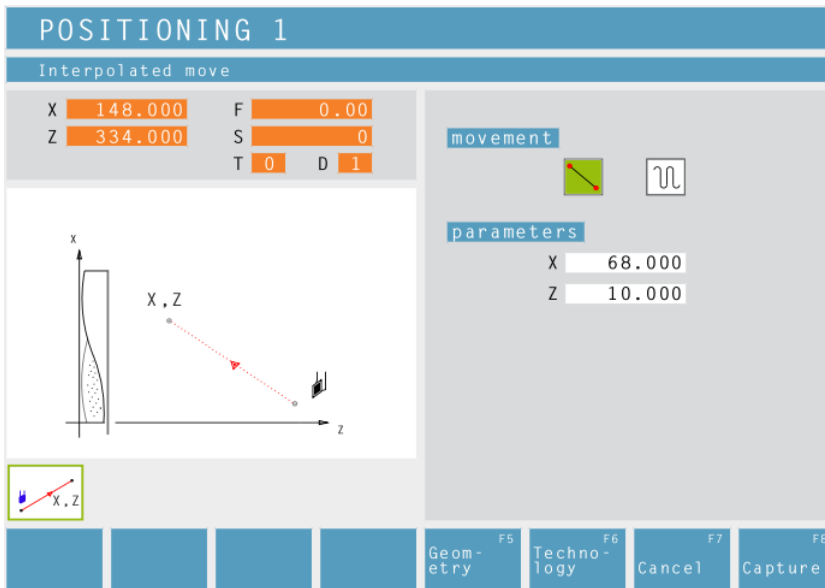 POSITIONING 1
Interpolated move
X 148.000 F 0.00
Z 334.000 S 0
T 0 D 1
movement
parameters
X 68.000
Z 10.000
X
X,Z
Z
X,Z
F5 F6 F7 F8
Geom- Techno-
etry logy Cancel Capture